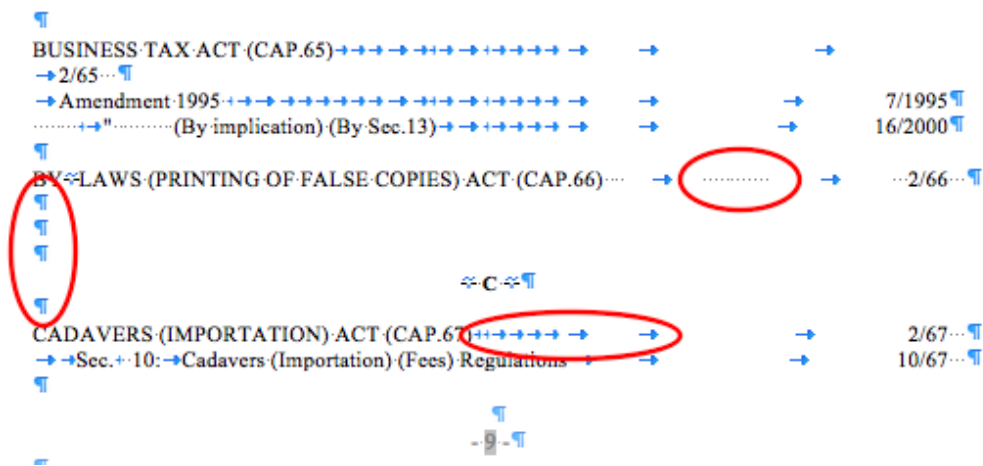 BUSINESS TAX ACT (CAP.65)
2/65
Amendment 1995 7/1995
" (By implication) (By Sec.13) 16/2000
BY-LAWS (PRINTING OF FALSE COPIES) ACT (CAP.66) 2/66
- C -
CADAVERS (IMPORTATION) ACT (CAP.67) 2/67
Sec. 10: Cadavers (Importation) (Fees) Regulations 10/67
- 9 -